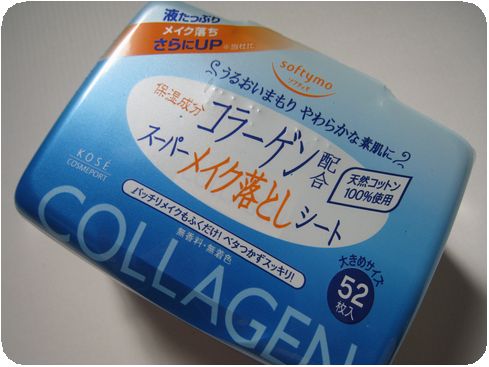 液たっぷり
メイク落ち
さらにUP ※当社比
softymo
ソフティモ
うるおいまもり やわらかな素肌に
保湿成分 コラーゲン配合
スーパー メイク落とし シート
天然コットン
100%使用
KOSÉ
COSMEPORT
バッチリメイクもふくだけ!ベタつかずスッキリ!
無香料・無着色
COLLAGEN
大きめサイズ
52
枚入